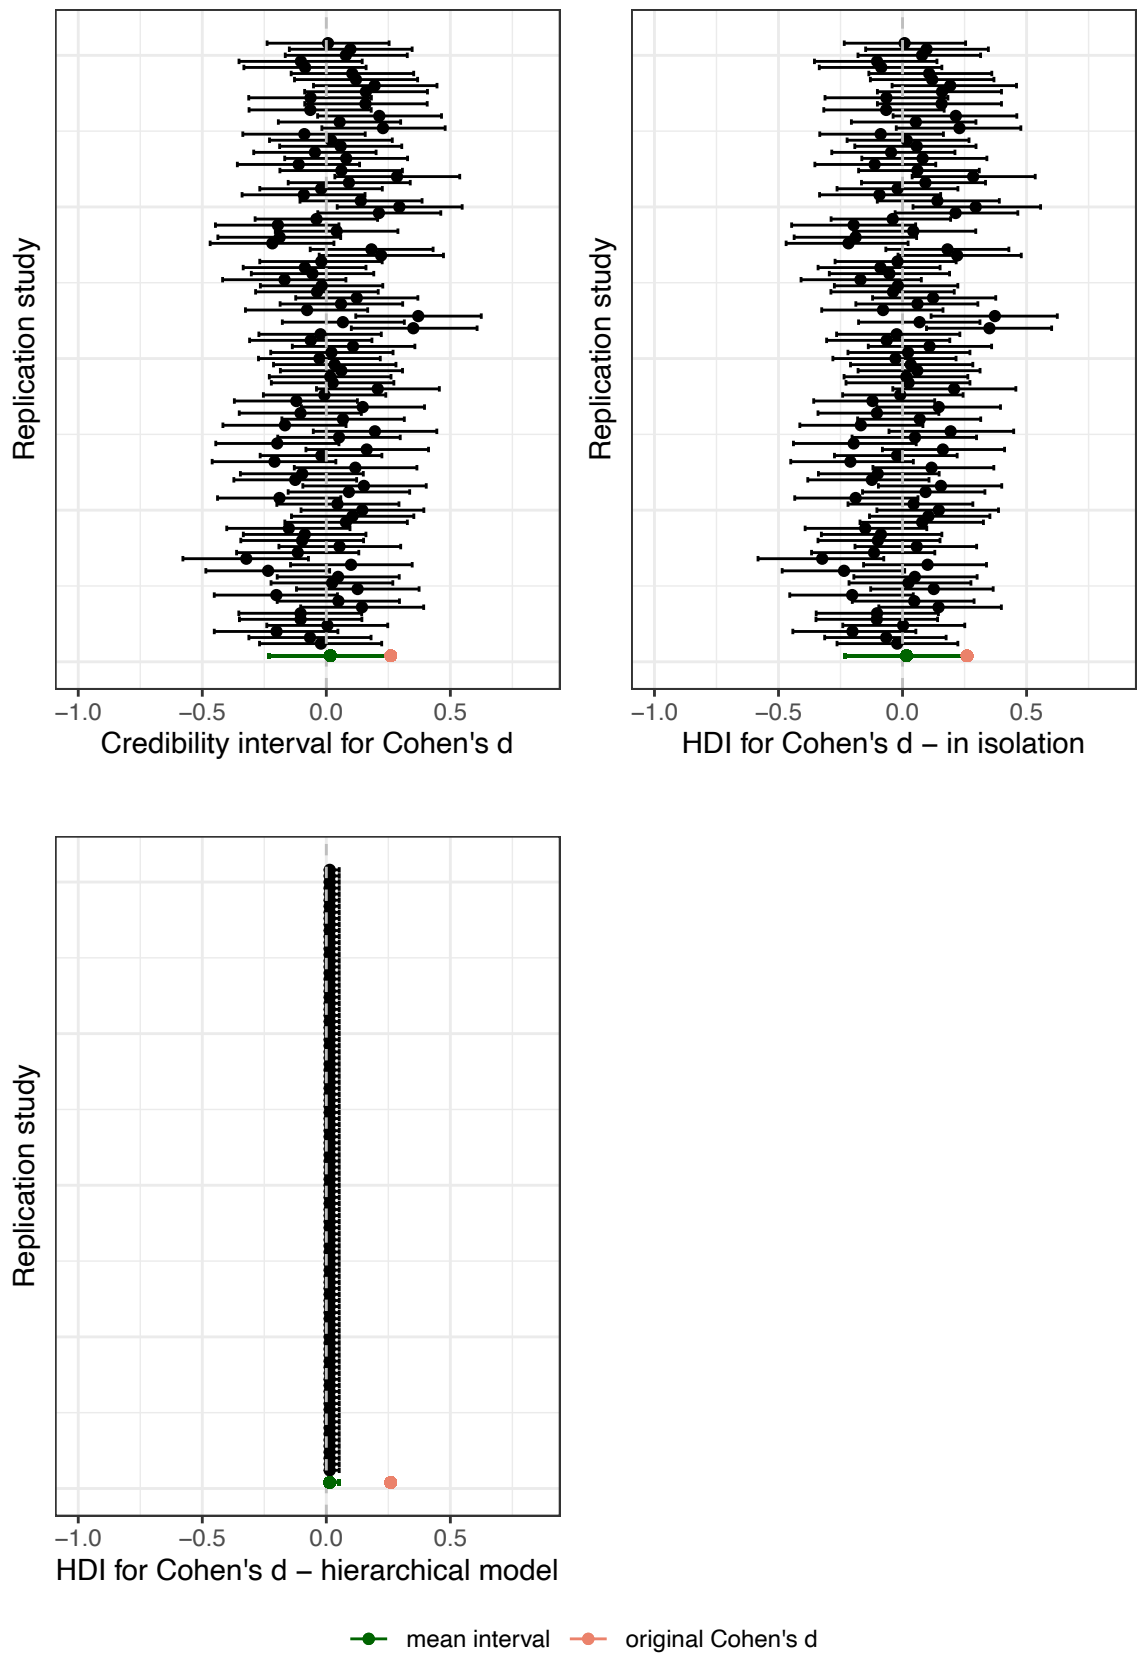 Replication study
−1.0 −0.5 0.0 0.5
Credibility interval for Cohen's d
Replication study
−1.0 −0.5 0.0 0.5
HDI for Cohen's d − in isolation
Replication study
−1.0 −0.5 0.0 0.5
HDI for Cohen's d − hierarchical model
mean interval original Cohen's d